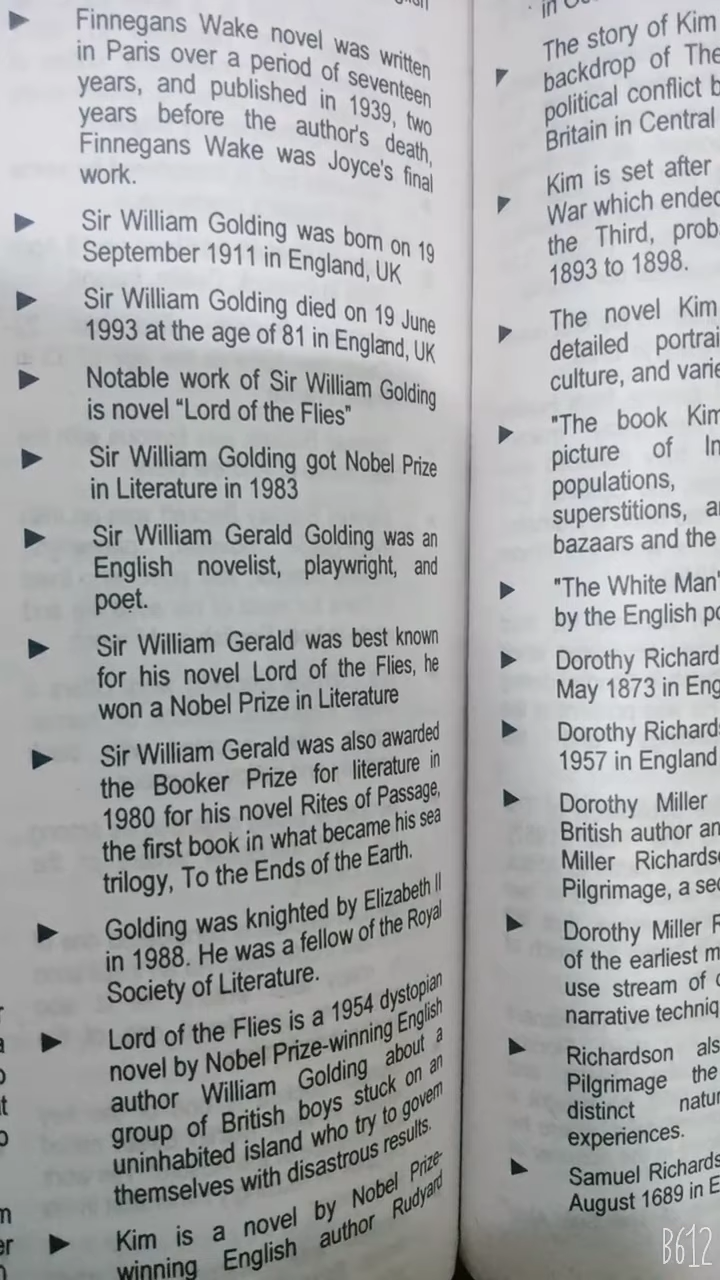 Finnegans Wake novel was written
in Paris over a period of seventeen
years, and published in 1939, two
years before the author's death,
Finnegans Wake was Joyce's final
work.
Sir William Golding was born on 19
September 1911 in England, UK
Sir William Golding died on 19 June
1993 at the age of 81 in England, UK
Notable work of Sir William Golding
is novel “Lord of the Flies”
Sir William Golding got Nobel Prize
in Literature in 1983
Sir William Gerald Golding was an
English novelist, playwright, and
poet.
Sir William Gerald was best known
for his novel Lord of the Flies, he
won a Nobel Prize in Literature
Sir William Gerald was also awarded
the Booker Prize for literature in
1980 for his novel Rites of Passage,
the first book in what became his sea
trilogy, To the Ends of the Earth.
Golding was knighted by Elizabeth II
in 1988. He was a fellow of the Royal
Society of Literature.
Lord of the Flies is a 1954 dystopian
novel by Nobel Prize-winning English
author William Golding about a
group of British boys stuck on an
uninhabited island who try to govern
themselves with disastrous results.
Kim is a novel by Nobel Prize-
winning English author Rudyard
in
The story of Kim
backdrop of The
political conflict
Britain in Central
Kim is set after
War which ended
the Third,
1893 to 1898.
The novel Kim
detailed
culture, and
"The book Kim
picture of
populations,
superstitions,
bazaars and the
"The White Man'
by the English
Dorothy
May 1873 in
Dorothy
1957 in England
Dorothy Miller
British author
Miller
Pilgrimage, a
Dorothy Miller
of the earliest
use stream of
narrative
Richardson
Pilgrimage the
distinct
experiences.
Samuel
August 1689 in
B612